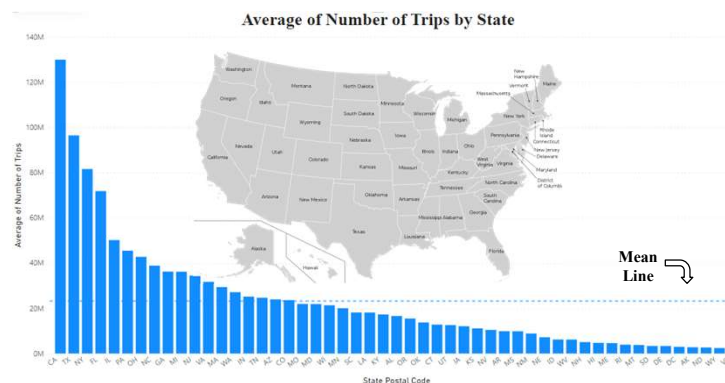 Average of Number of Trips by State
140M
120M
100M
80M
60M
40M
20M
0M
Average of Number of Trips
Washington
Oregon
California
Nevada
Idaho
Montana
Wyoming
Utah
Arizona
Colorado
New Mexico
North Dakota
South Dakota
Nebraska
Kansas
Oklahoma
Texas
Minnesota
Iowa
Missouri
Arkansas
Louisiana
Wisconsin
Illinois
Michigan
Indiana
Ohio
Kentucky
Tennessee
Mississippi
Alabama
Georgia
Florida
South
Carolina
North Carolina
Virginia
West
Virginia
Pennsylvania
New York
Maine
New
Hampshire
Vermont
Massachusetts
Rhode
Island
Connecticut
New Jersey
Delaware
Maryland
District
of Columbi
Alaska
Hawaii
Mean
Line
CA TX NY FL IL PA OH NC GA MI NJ VA MA WA IN TN AZ CO MO MD WI MN SC LA KY AL OR OK CT UT IA KS NV AR MS NM NE ID WV NH HI ME RI MT SD DE DC AK ND WY
State Postal Code